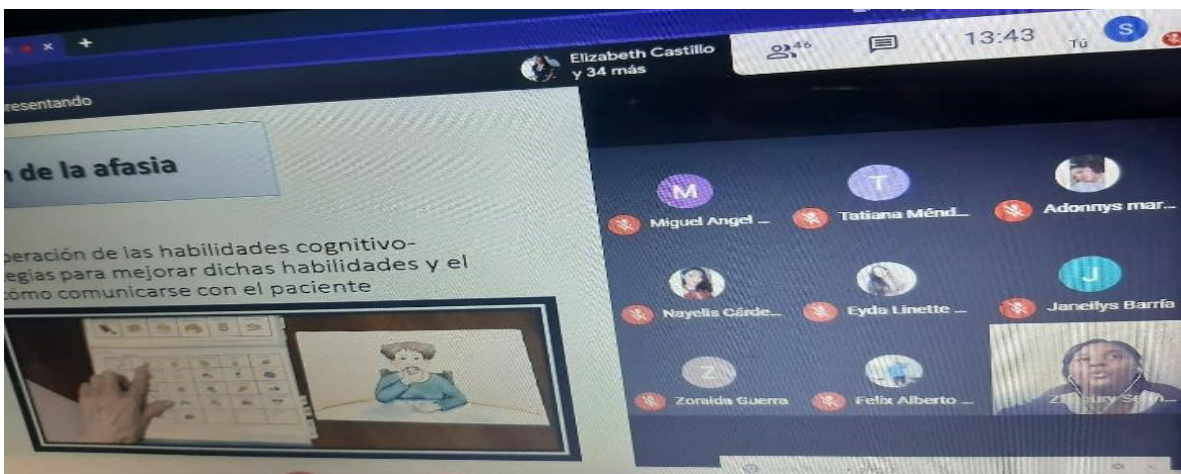 Elizabeth Castillo
y 34 más
46
13:43
Tú
S
resentando
n de la afasia
peración de las habilidades cognitivo-
egias para mejorar dichas habilidades y el
cómo comunicarse con el paciente
M
Miguel Angel ...
T
Tatiana Ménd...
Adonnys mar...
Nayelis Cárde...
Eyda Linette ...
J
Janeilys Barría
Z
Zoraida Guerra
Felix Alberto ...